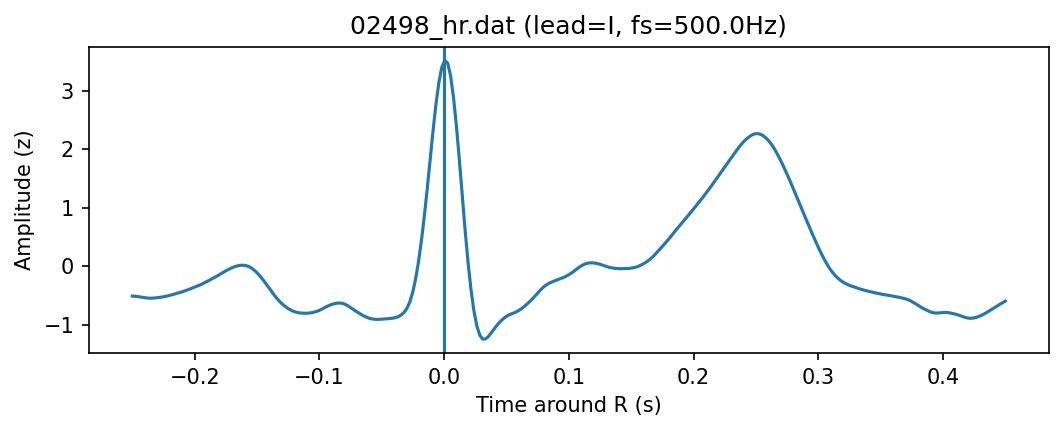 02498_hr.dat (lead=I, fs=500.0Hz)
Amplitude (z)
3
2
1
0
−1
−0.2 −0.1 0.0 0.1 0.2 0.3 0.4
Time around R (s)